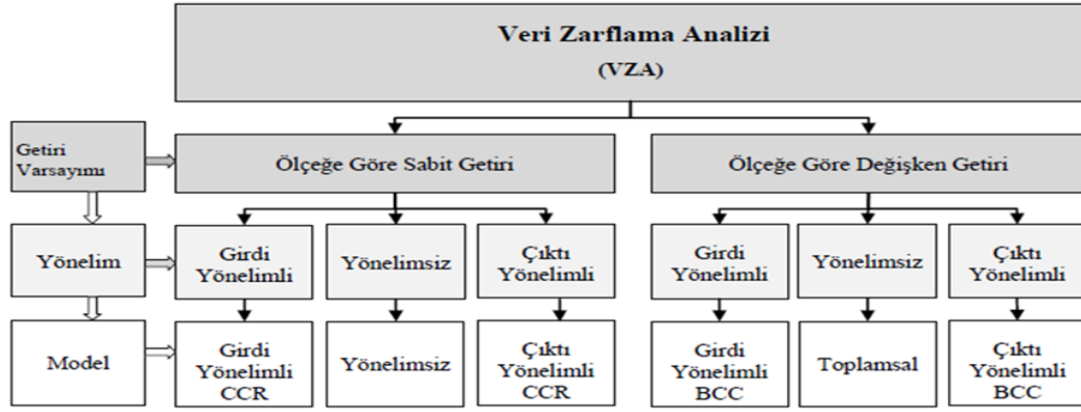 Veri Zarflama Analizi
(VZA)
Getiri
Varsayımı
Ölçeğe Göre Sabit Getiri
Ölçeğe Göre Değişken Getiri
Yönelim
Girdi
Yönelimli
Yönelimsiz
Çıktı
Yönelimli
Girdi
Yönelimli
Yönelimsiz
Çıktı
Yönelimli
Model
Girdi
Yönelimli
CCR
Yönelimsiz
Çıktı
Yönelimli
CCR
Girdi
Yönelimli
BCC
Toplamsal
Çıktı
Yönelimli
BCC